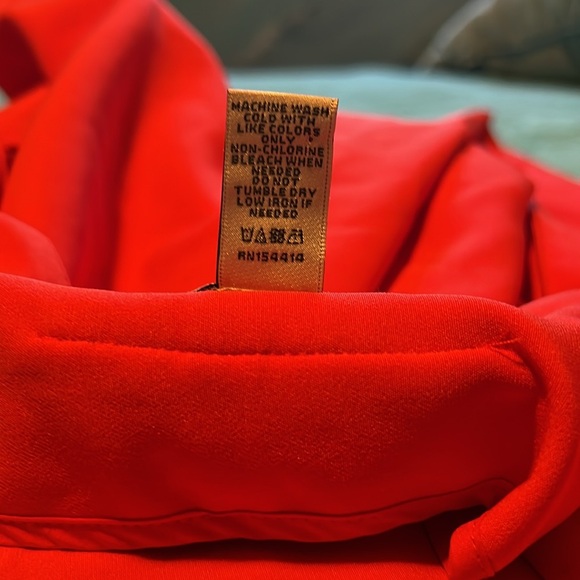 MACHINE WASH
COLD WITH
LIKE COLORS
ONLY
NON-CHLORINE
BLEACH WHEN
NEEDED
DO NOT
TUMBLE DRY
LOW IRON IF
NEEDED
RN154414